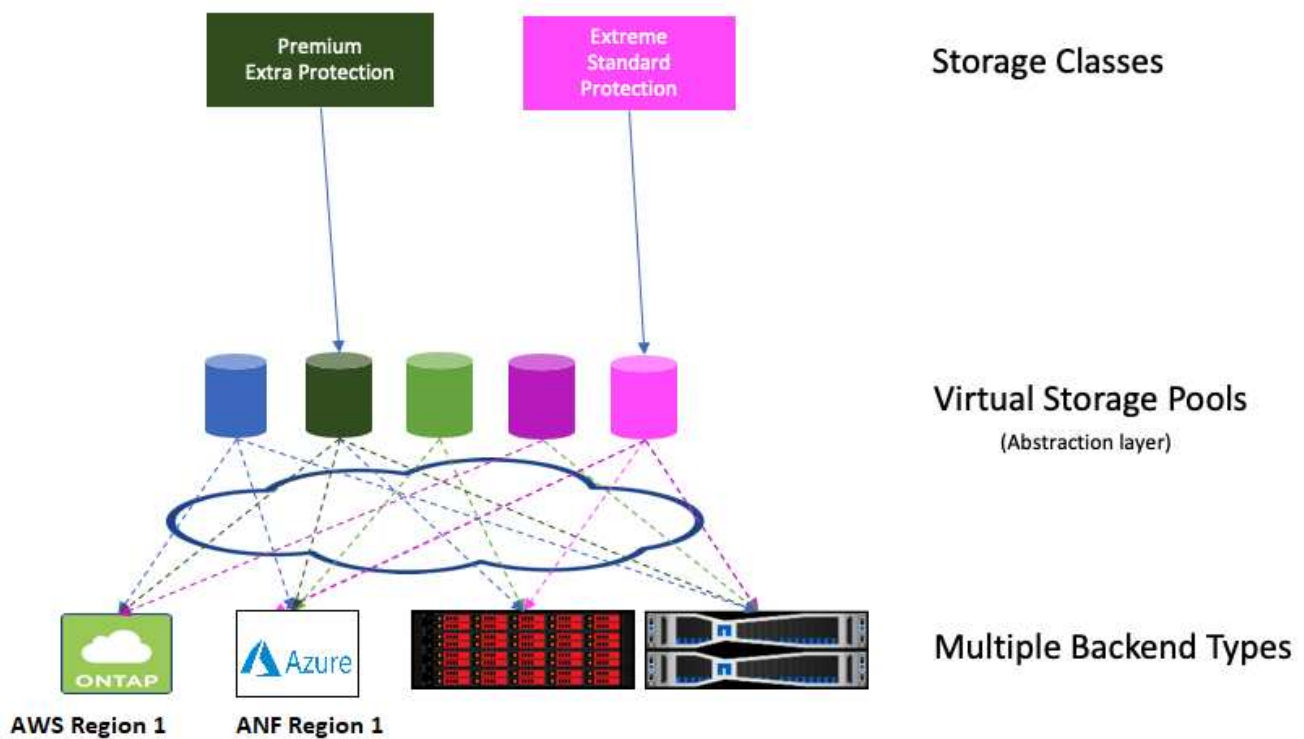 Premium
Extra Protection
Extreme
Standard
Protection
Storage Classes
Virtual Storage Pools
(Abstraction layer)
ONTAP
Azure
Multiple Backend Types
AWS Region 1
ANF Region 1